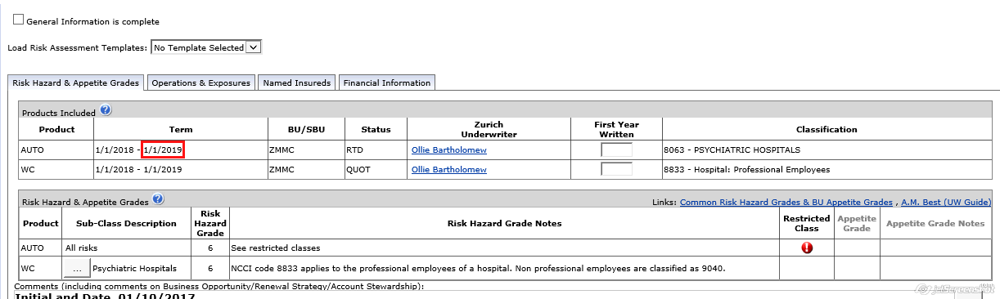 General Information is complete
Load Risk Assessment Templates: No Template Selected
Risk Hazard & Appetite Grades Operations & Exposures Named Insureds Financial Information
Products Included ?
Product Term BU/SBU Status Zurich Underwriter First Year Written Classification
AUTO 1/1/2018 - 1/1/2019 ZMMC RTD Ollie Bartholomew 8063 - PSYCHIATRIC HOSPITALS
WC 1/1/2018 - 1/1/2019 ZMMC QUOT Ollie Bartholomew 8833 - Hospital: Professional Employees
Risk Hazard & Appetite Grades ? Links: Common Risk Hazard Grades & BU Appetite Grades , A.M. Best (UW Guide)
Product Sub-Class Description Risk Hazard Grade Risk Hazard Grade Notes Restricted Class Appetite Grade Appetite Grade Notes
AUTO All risks 6 See restricted classes !
WC ... Psychiatric Hospitals 6 NCCI code 8833 applies to the professional employees of a hospital. Non professional employees are classified as 9040.
Comments (including comments on Business Opportunity/Renewal Strategy/Account Stewardship):
Initial and Date 01/10/2017
jetScreenshot